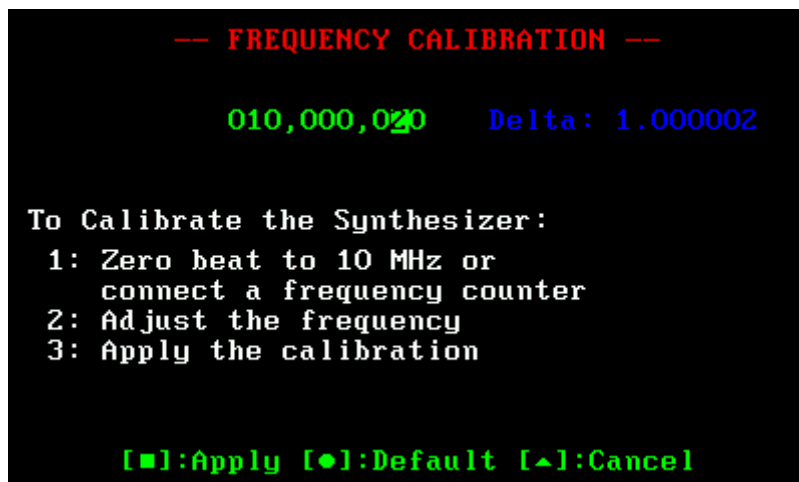 -- FREQUENCY CALIBRATION --
010,000,020 Delta: 1.000002
To Calibrate the Synthesizer:
1: Zero beat to 10 MHz or
connect a frequency counter
2: Adjust the frequency
3: Apply the calibration
[■]:Apply [●]:Default [▲]:Cancel